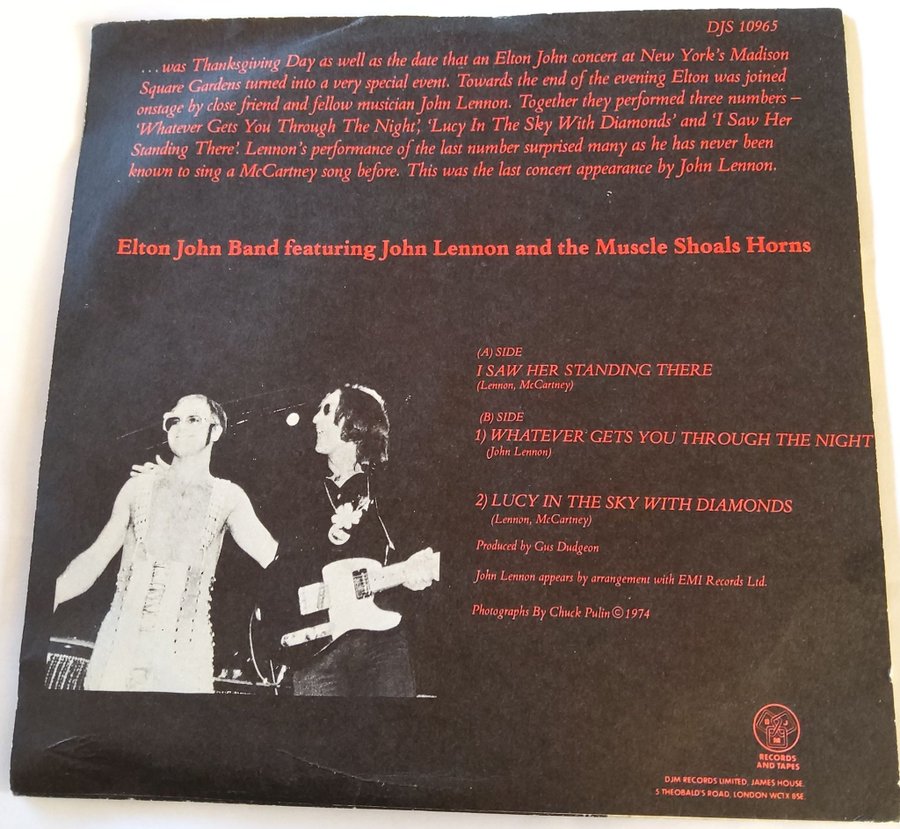 DJS 10965
...was Thanksgiving Day as well as the date that an Elton John concert at New York's Madison
Square Gardens turned into a very special event. Towards the end of the evening Elton was joined
onstage by close friend and fellow musician John Lennon. Together they performed three numbers –
'Whatever Gets You Through The Night', 'Lucy In The Sky With Diamonds' and 'I Saw Her
Standing There'. Lennon's performance of the last number surprised many as he has never been
known to sing a McCartney song before. This was the last concert appearance by John Lennon.
Elton John Band featuring John Lennon and the Muscle Shoals Horns
(A) SIDE
I SAW HER STANDING THERE
(Lennon, McCartney)
(B) SIDE
1) WHATEVER GETS YOU THROUGH THE NIGHT
(John Lennon)
2) LUCY IN THE SKY WITH DIAMONDS
(Lennon, McCartney)
Produced by Gus Dudgeon
John Lennon appears by arrangement with EMI Records Ltd.
Photographs By Chuck Pulin © 1974
D J M
RECORDS
AND TAPES
DJM RECORDS LIMITED, JAMES HOUSE,
5 THEOBALD'S ROAD, LONDON WC1X 8SE.